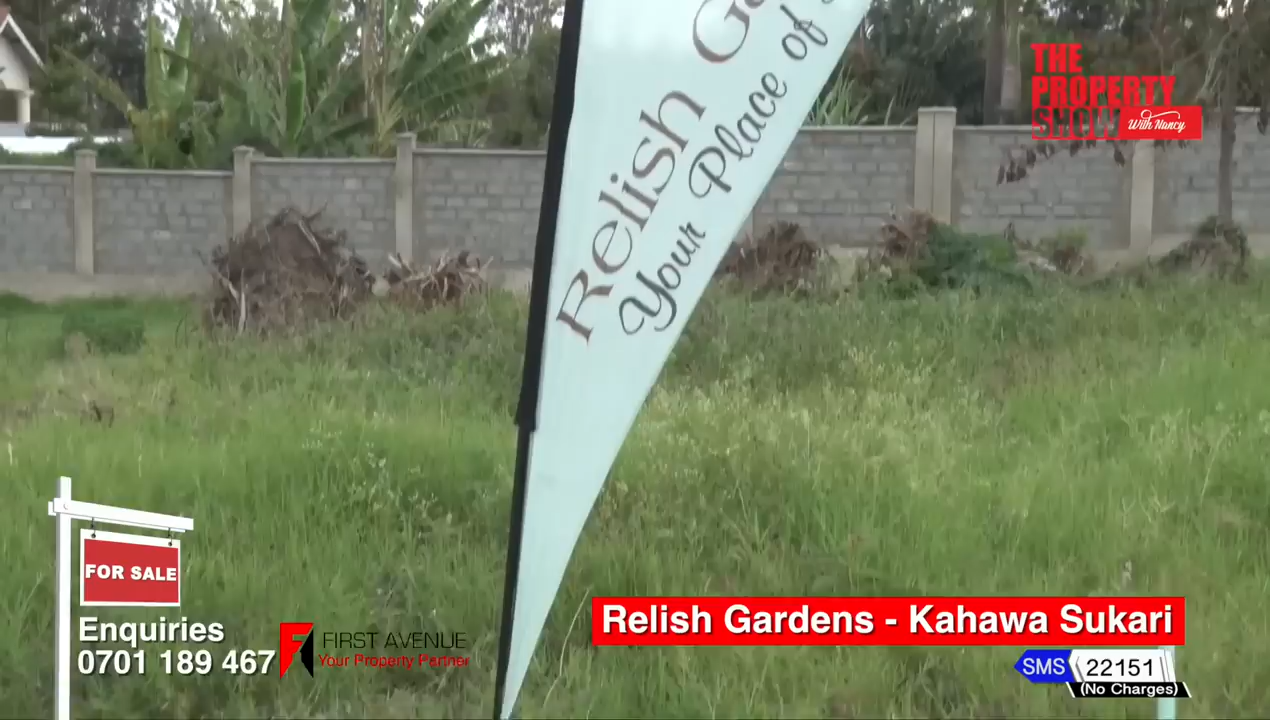 THE
PROPERTY
SHOW
With Nancy
Relish
Your Place of
FOR SALE
Enquiries
0701 189 467
FIRST AVENUE
Your Property Partner
Relish Gardens - Kahawa Sukari
SMS 22151
(No Charges)